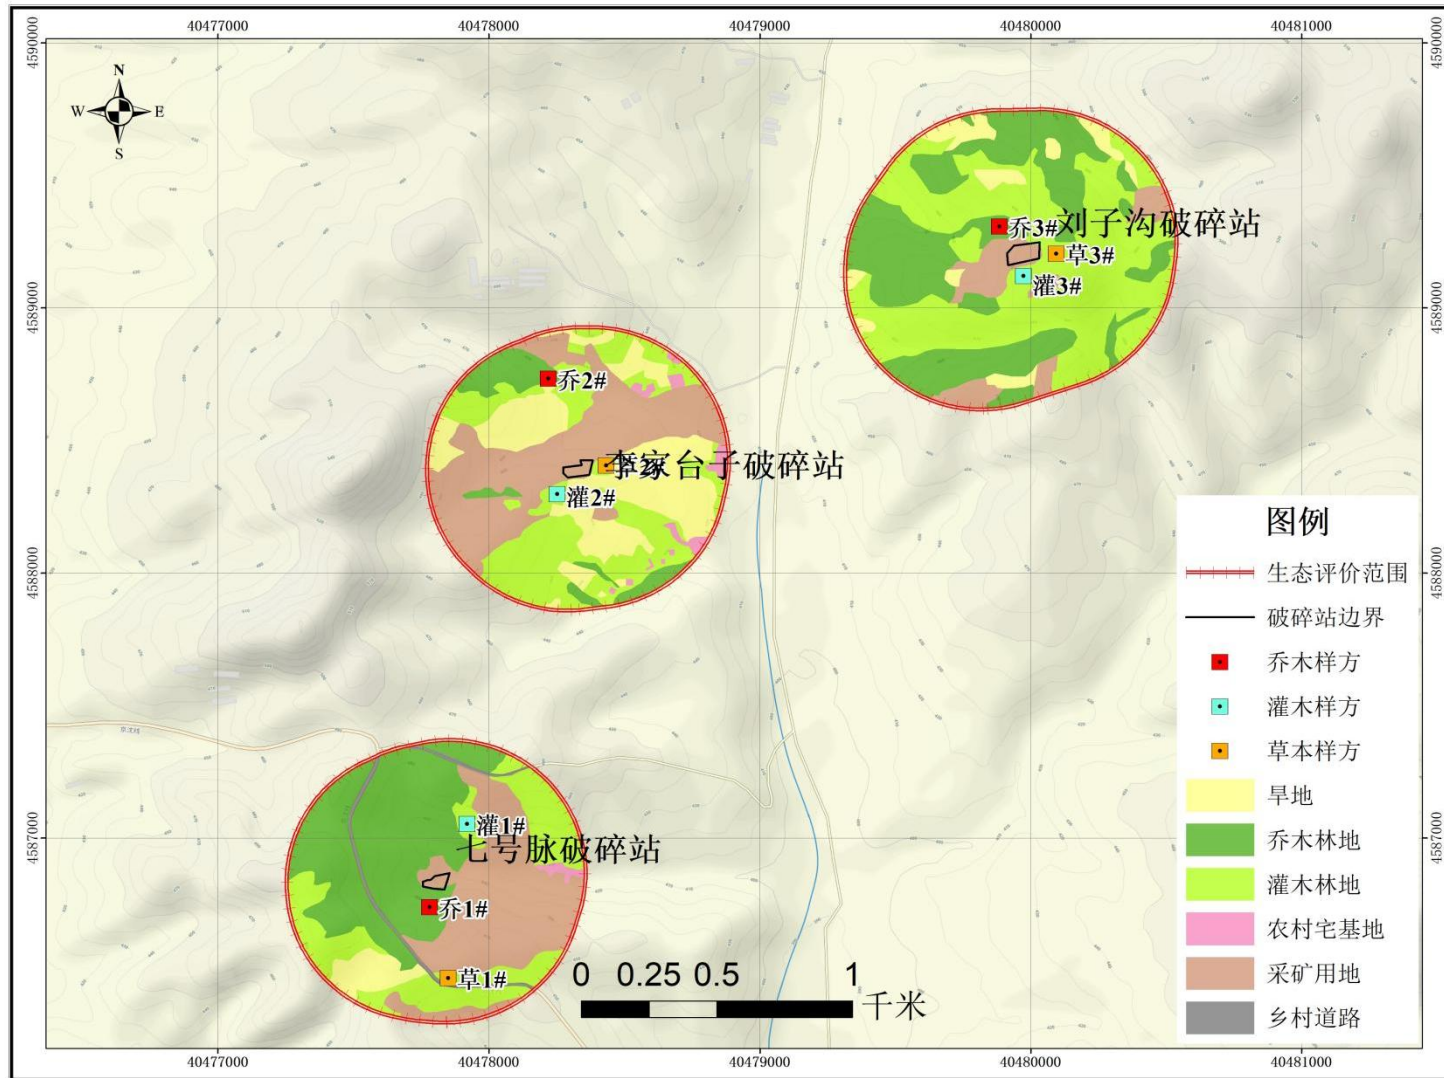 40477000
40478000
40479000
40480000
40481000
4590000
4590000
N
W
E
S
乔3#
刘子沟破碎站
草3#
灌3#
4589000
4589000
乔2#
李家台子破碎站
灌2#
4588000
4588000
灌1#
七号脉破碎站
4587000
4587000
乔1#
草1#
0
0.25
0.5
1
千米
图例
生态评价范围
破碎站边界
乔木样方
灌木样方
草本样方
旱地
乔木林地
灌木林地
农村宅基地
采矿用地
乡村道路
40477000
40478000
40479000
40480000
40481000